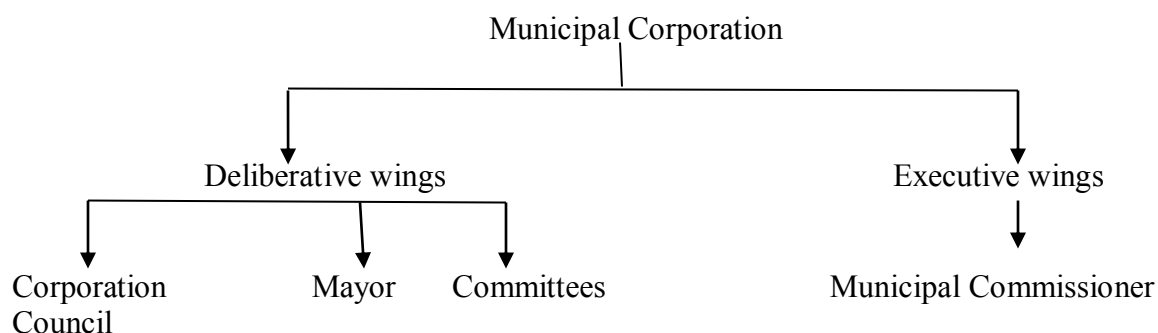 Municipal Corporation
Deliberative wings
Executive wings
Corporation
Council
Mayor
Committees
Municipal Commissioner